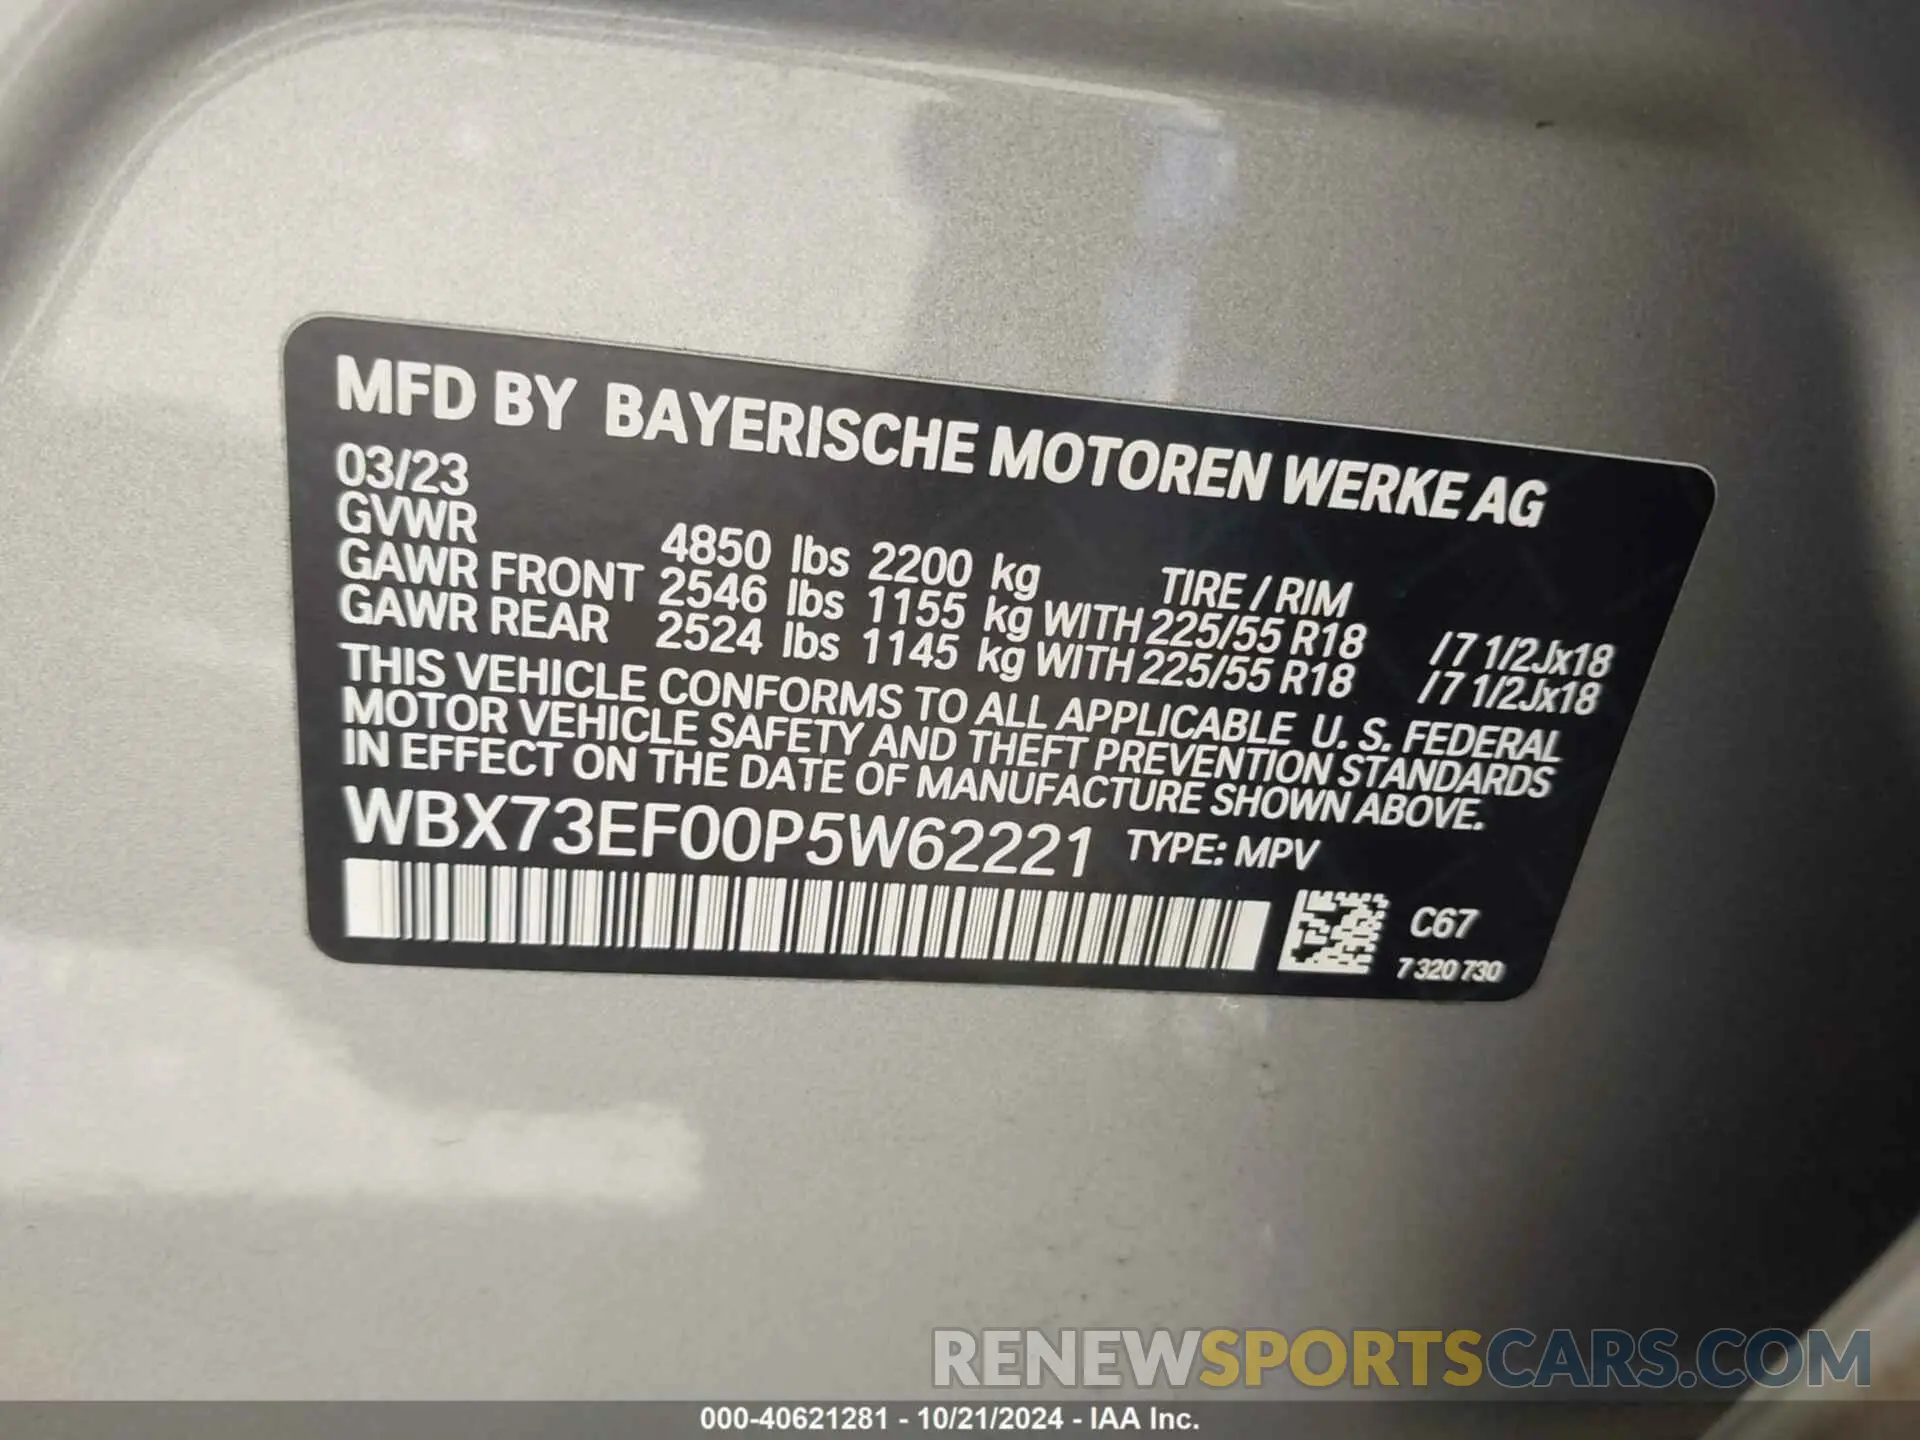 MFD BY BAYERISCHE MOTOREN WERKE AG
03/23
GVWR 4850 lbs 2200 kg TIRE / RIM
GAWR FRONT 2546 lbs 1155 kg WITH 225/55 R18 /7 1/2Jx18
GAWR REAR 2524 lbs 1145 kg WITH 225/55 R18 /7 1/2Jx18
THIS VEHICLE CONFORMS TO ALL APPLICABLE U. S. FEDERAL
MOTOR VEHICLE SAFETY AND THEFT PREVENTION STANDARDS
IN EFFECT ON THE DATE OF MANUFACTURE SHOWN ABOVE.
WBX73EF00P5W62221 TYPE: MPV
C67
7 320 730
RENEWSPORTSCARS.COM
000-40621281 - 10/21/2024 - IAA Inc.